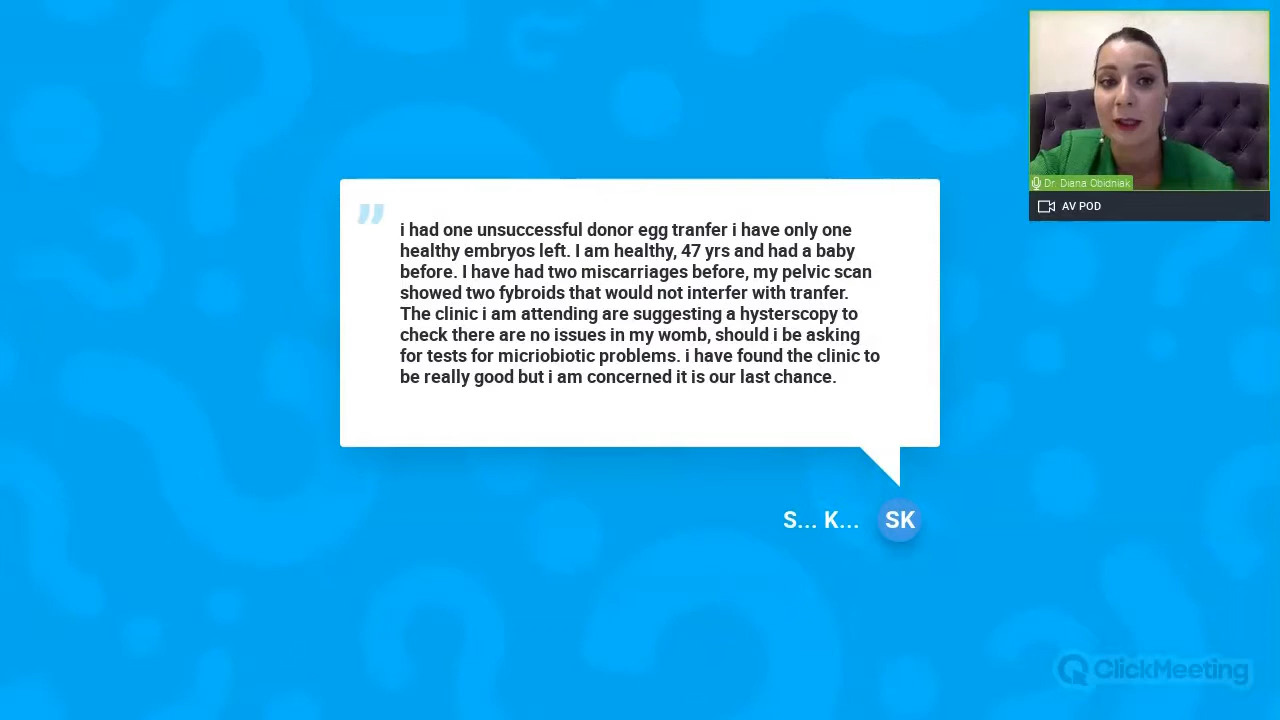 Dr. Diana Obidniak
AV POD
”
i had one unsuccessful donor egg tranfer i have only one
healthy embryos left. I am healthy, 47 yrs and had a baby
before. I have had two miscarriages before, my pelvic scan
showed two fybroids that would not interfer with tranfer.
The clinic i am attending are suggesting a hysterscopy to
check there are no issues in my womb, should i be asking
for tests for micriobiotic problems. i have found the clinic to
be really good but i am concerned it is our last chance.
S... K... SK
ClickMeeting